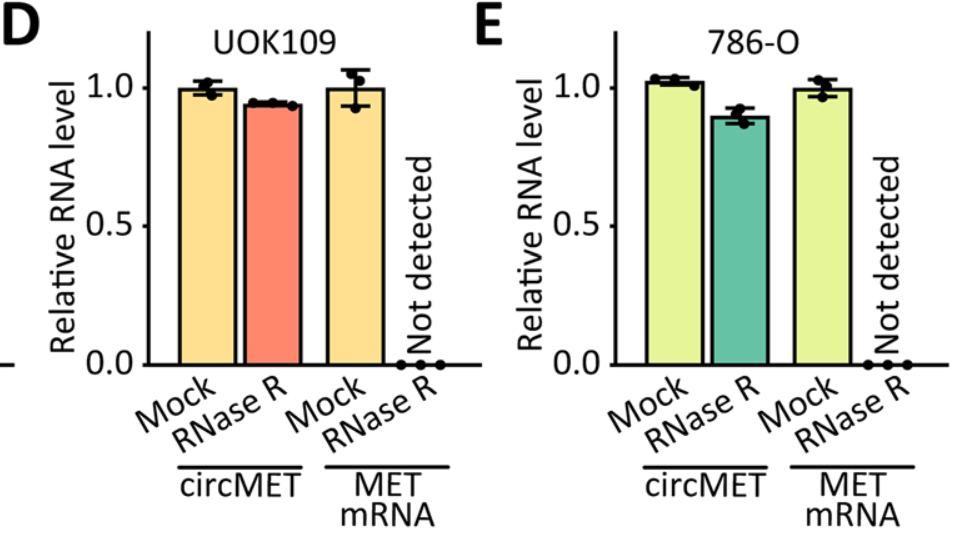 D
UOK109
Relative RNA level
1.0
0.5
0.0
Not detected
Mock
RNase R
Mock
RNase R
circMET
MET
mRNA
E
786-O
Relative RNA level
1.0
0.5
0.0
Not detected
Mock
RNase R
Mock
RNase R
circMET
MET
mRNA